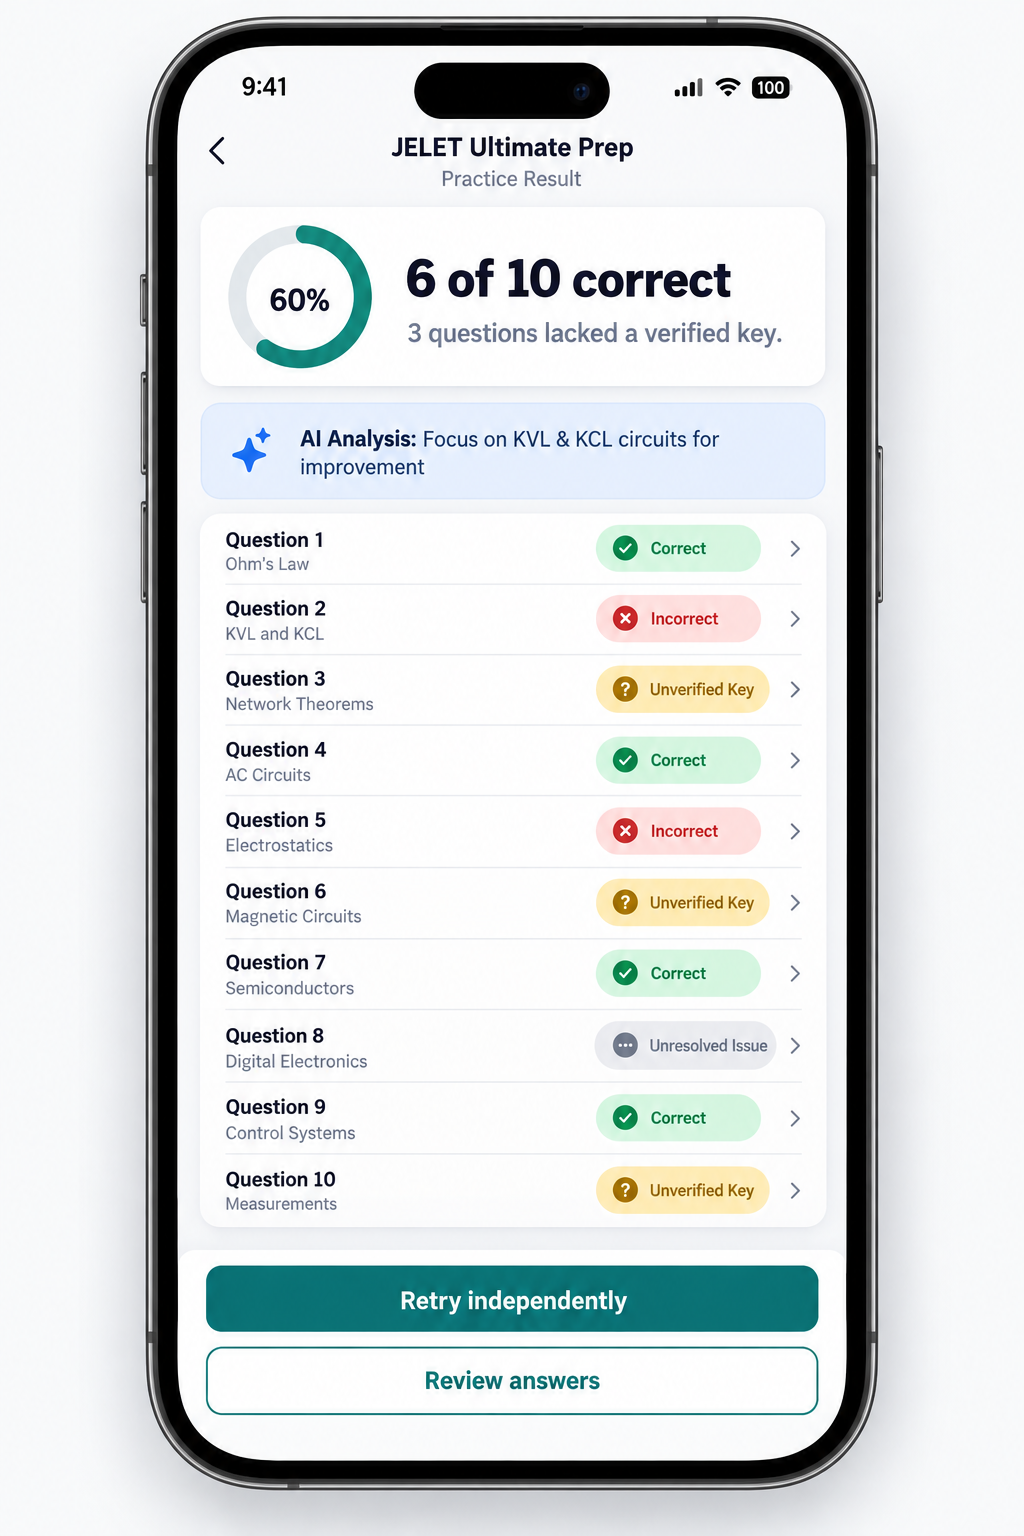 9:41
100
JELET Ultimate Prep
Practice Result
60%
6 of 10 correct
3 questions lacked a verified key.
AI Analysis: Focus on KVL & KCL circuits for
improvement
Question 1
Ohm's Law
Correct
Question 2
KVL and KCL
Incorrect
Question 3
Network Theorems
Unverified Key
Question 4
AC Circuits
Correct
Question 5
Electrostatics
Incorrect
Question 6
Magnetic Circuits
Unverified Key
Question 7
Semiconductors
Correct
Question 8
Digital Electronics
Unresolved Issue
Question 9
Control Systems
Correct
Question 10
Measurements
Unverified Key
Retry independently
Review answers